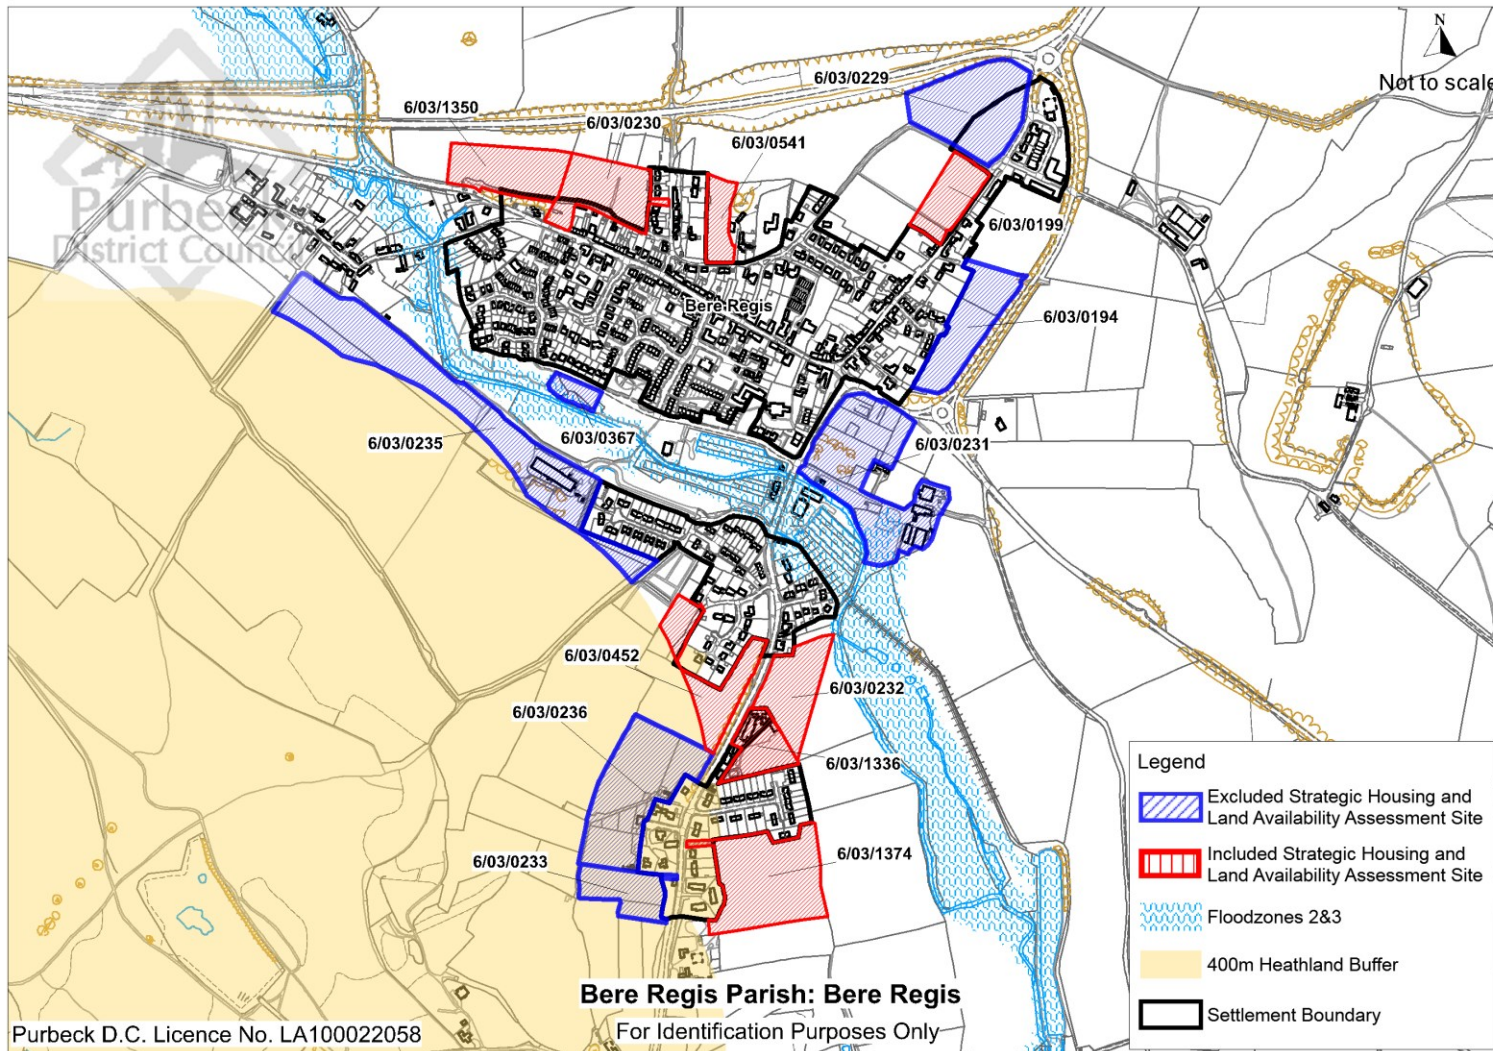 N
Not to scale
6/03/0229
6/03/1350
6/03/0230
6/03/0541
Purbeck
District Council
6/03/0199
Bere Regis
6/03/0194
6/03/0235
6/03/0367
6/03/0231
6/03/0452
6/03/0232
6/03/0236
6/03/1336
6/03/0233
6/03/1374
Legend
Excluded Strategic Housing and
Land Availability Assessment Site
Included Strategic Housing and
Land Availability Assessment Site
Floodzones 2&3
400m Heathland Buffer
Settlement Boundary
Bere Regis Parish: Bere Regis
For Identification Purposes Only
Purbeck D.C. Licence No. LA100022058